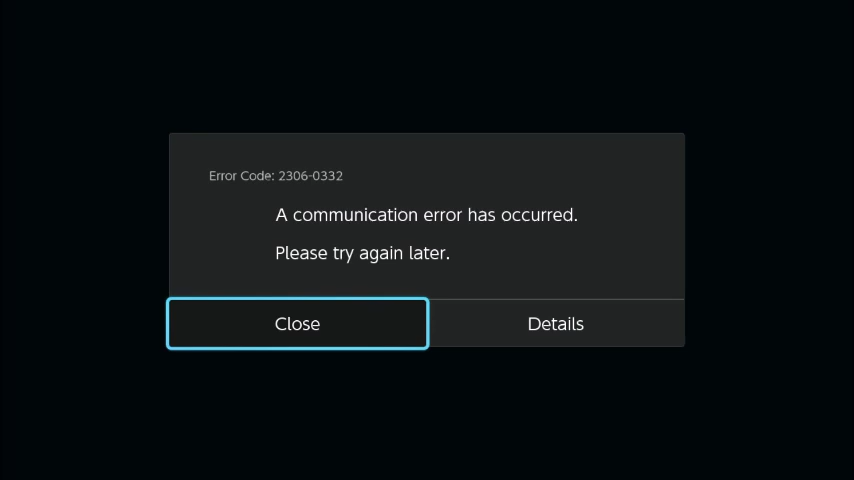 Error Code: 2306-0332
A communication error has occurred.
Please try again later.
Close
Details